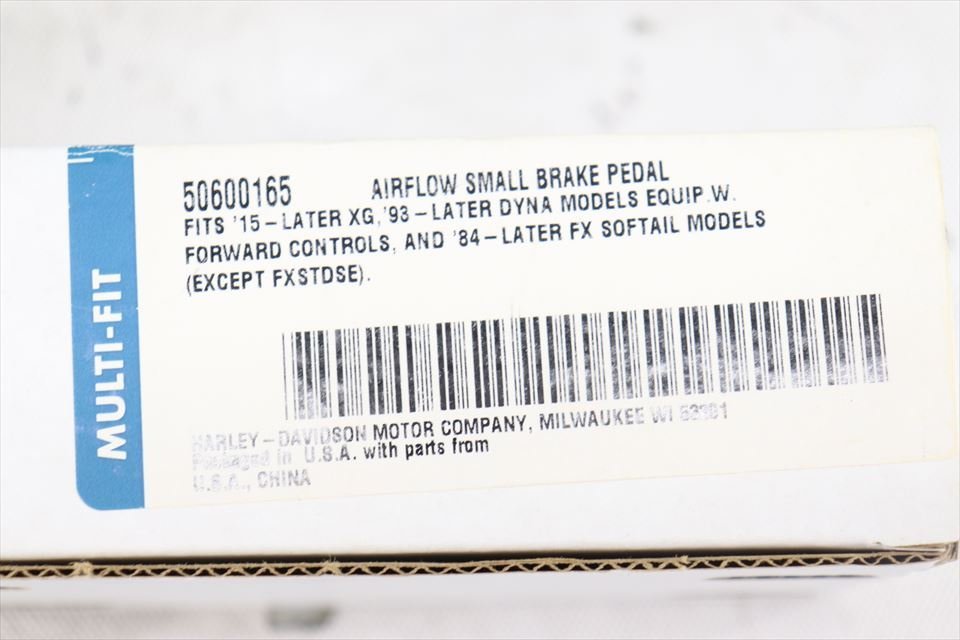 MULTI-FIT
50600165 AIRFLOW SMALL BRAKE PEDAL
FITS '15-LATER XG,'93-LATER DYNA MODELS EQUIP.W.
FORWARD CONTROLS, AND '84-LATER FX SOFTAIL MODELS
(EXCEPT FXSTDSE).
HARLEY-DAVIDSON MOTOR COMPANY, MILWAUKEE WI
Packaged in U.S.A. with parts from
U.S.A., CHINA